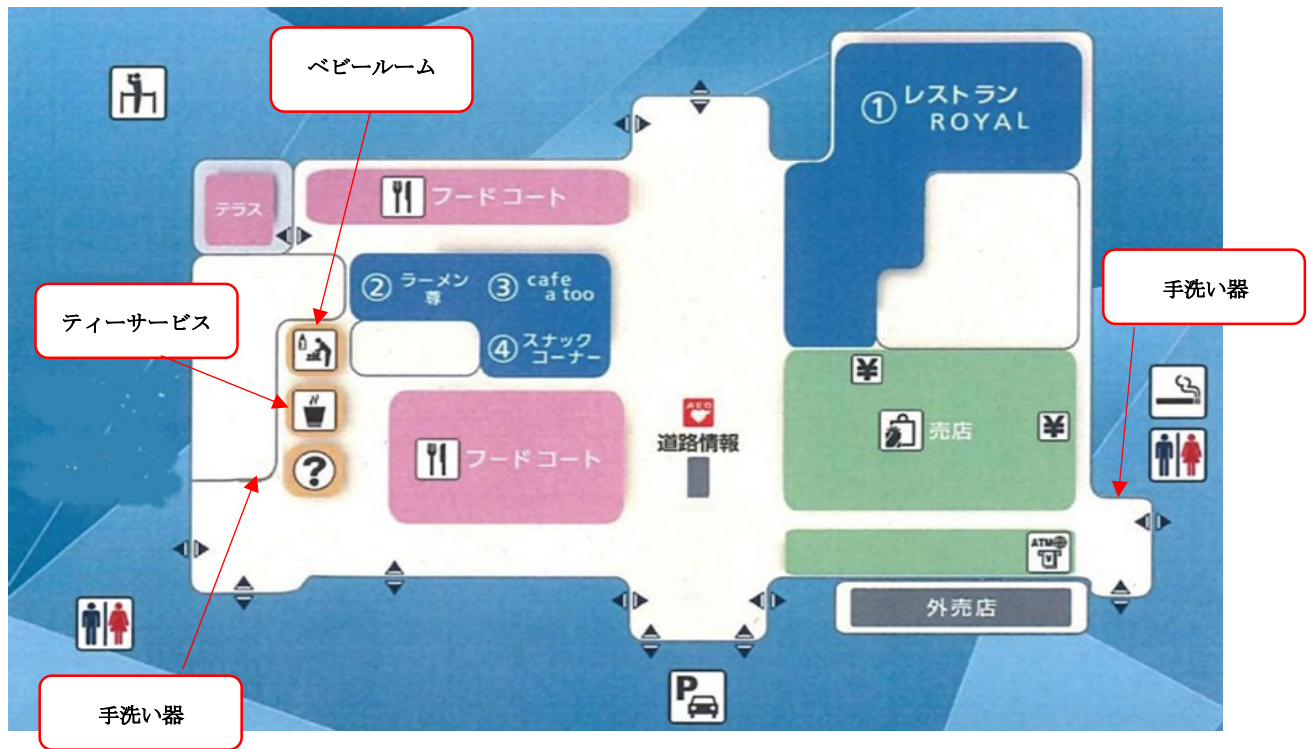 ベビールーム
① レストラン
ROYAL
テラス
フードコート
② ラーメン
尊
③ cafe
a too
④ スナック
コーナー
ティーサービス
手洗い器
¥
AED
道路情報
売店
¥
フードコート
?
ATM
¥
外売店
手洗い器
P